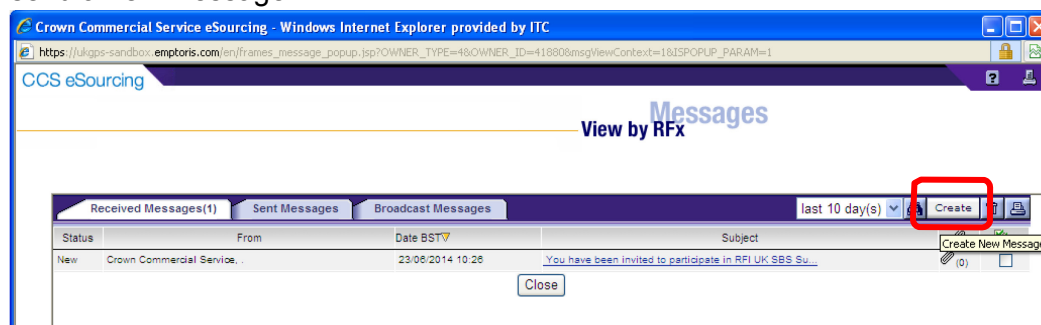 Crown Commercial Service eSourcing - Windows Internet Explorer provided by ITC
https://ukgps-sandbox.emptoris.com/en/frames_message_popup.jsp?OWNER_TYPE=4&OWNER_ID=41880&msgViewContext=1&ISPOPUP_PARAM=1
CCS eSourcing
Messages
View by RFx
Received Messages(1) Sent Messages Broadcast Messages last 10 day(s) Create
Status From Date BST Subject
Create New Message
New Crown Commercial Service, . 23/06/2014 10:26 You have been invited to participate in RFI UK SBS Su... (0)
Close